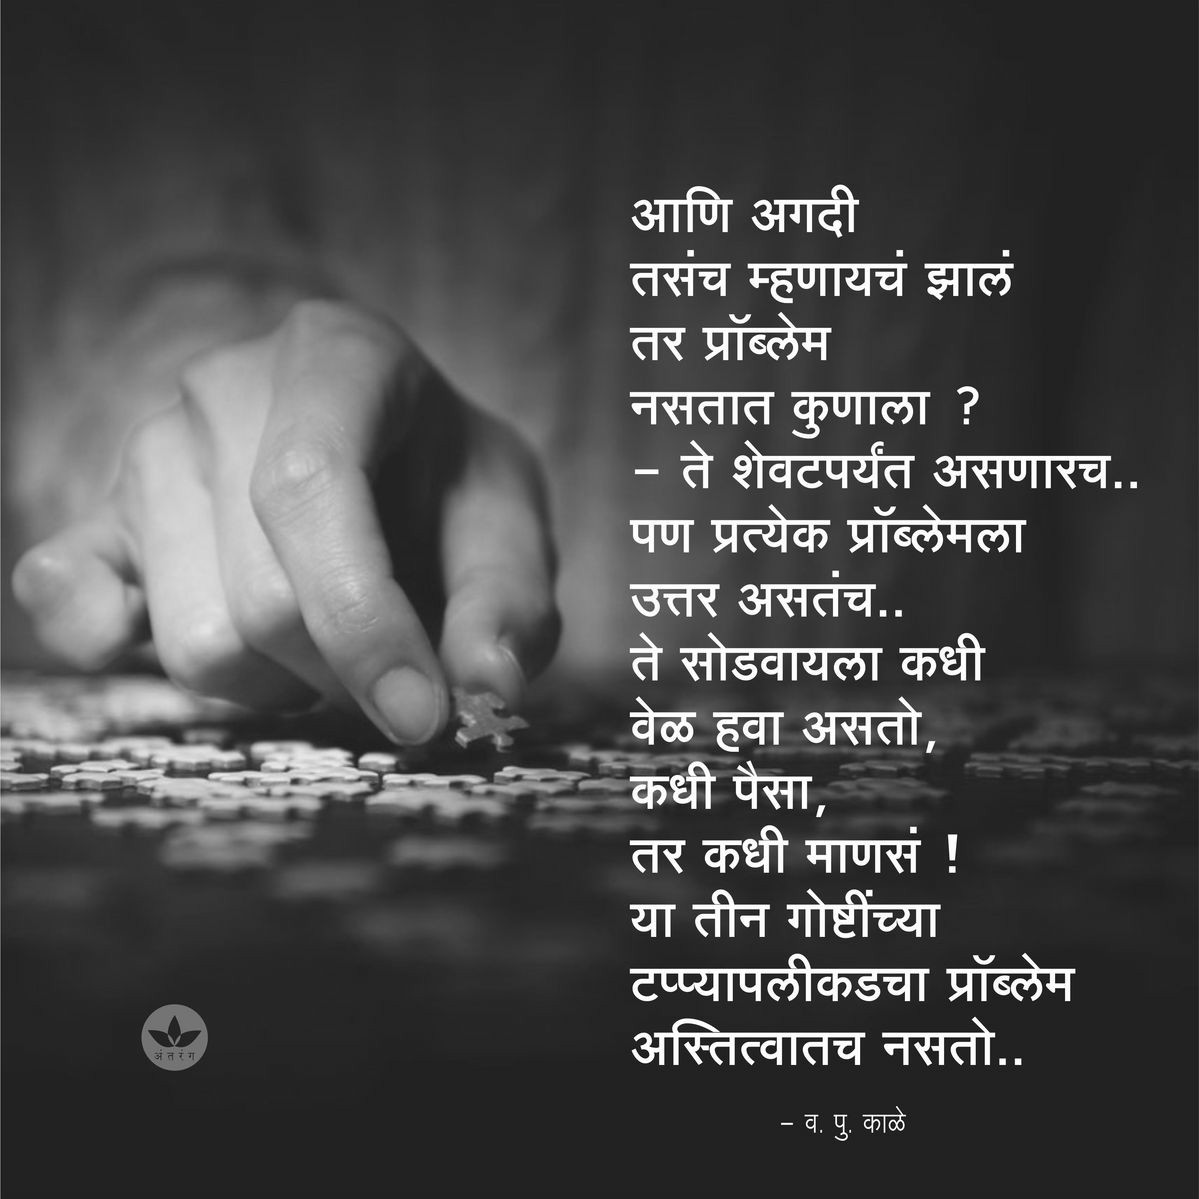 आणि अगदी
तसंच म्हणायचं झालं
तर प्रॉब्लेम
नसतात कुणाला ?
– ते शेवटपर्यंत असणारच..
पण प्रत्येक प्रॉब्लेमला
उत्तर असतंच..
ते सोडवायला कधी
वेळ हवा असतो,
कधी पैसा,
तर कधी माणसं !
या तीन गोष्टींच्या
टप्प्यापलीकडचा प्रॉब्लेम
अस्तित्वातच नसतो..
– व. पु. काळे
अंतरंग